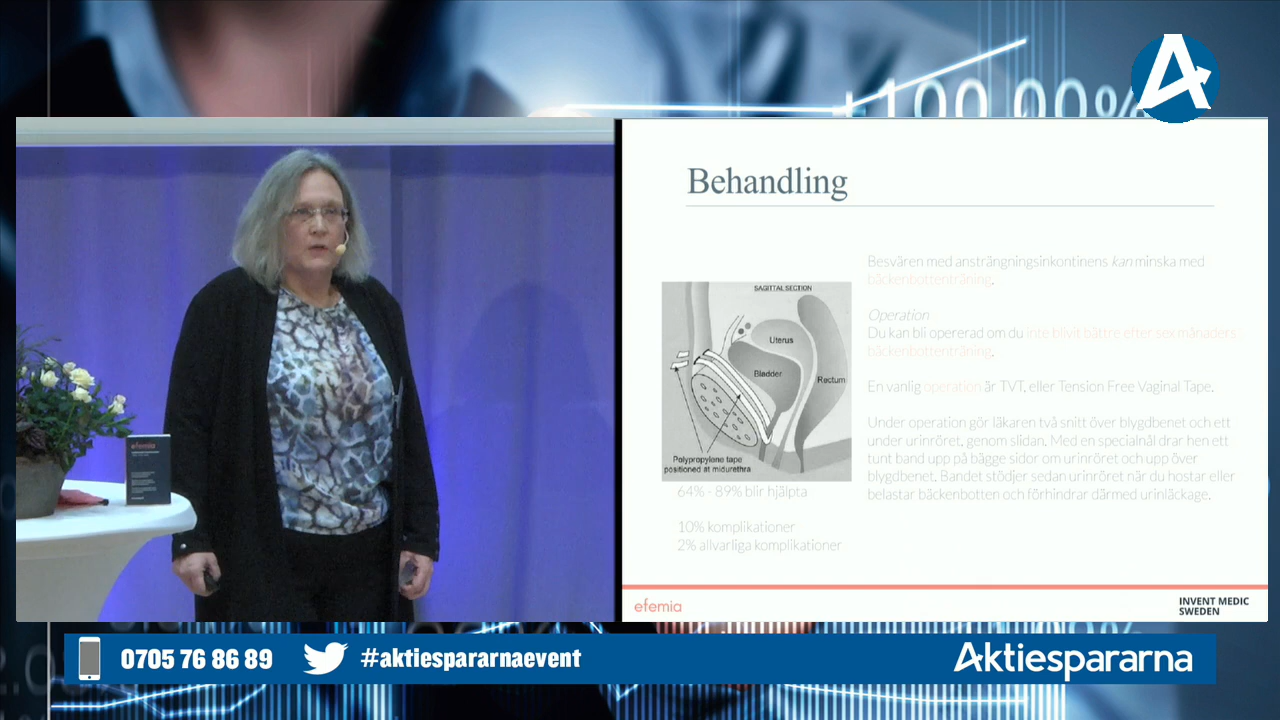 +100,00%
A
Behandling
Besvären med ansträngningsinkontinens kan minska med
bäckenbottenträning.
Operation
Du kan bli opererad om du inte blivit bättre efter sex månaders
bäckenbottenträning.
En vanlig operation är TVT, eller Tension Free Vaginal Tape.
Under operation gör läkaren två snitt över blygdbenet och ett
under urinröret, genom slidan. Med en specialnål drar hen ett
tunt band upp på bägge sidor om urinröret och upp över
blygdbenet. Bandet stödjer sedan urinröret när du hostar eller
belastar bäckenbotten och förhindrar därmed urinläckage.
SAGITTAL SECTION
Uterus
Bladder
Rectum
Polypropylene tape
positioned at midurethra
64% - 89% blir hjälpta
10% komplikationer
2% allvarliga komplikationer
efemia
efemia
INVENT MEDIC
SWEDEN
0705 76 86 89
#aktiespararnaevent
Aktiespararna